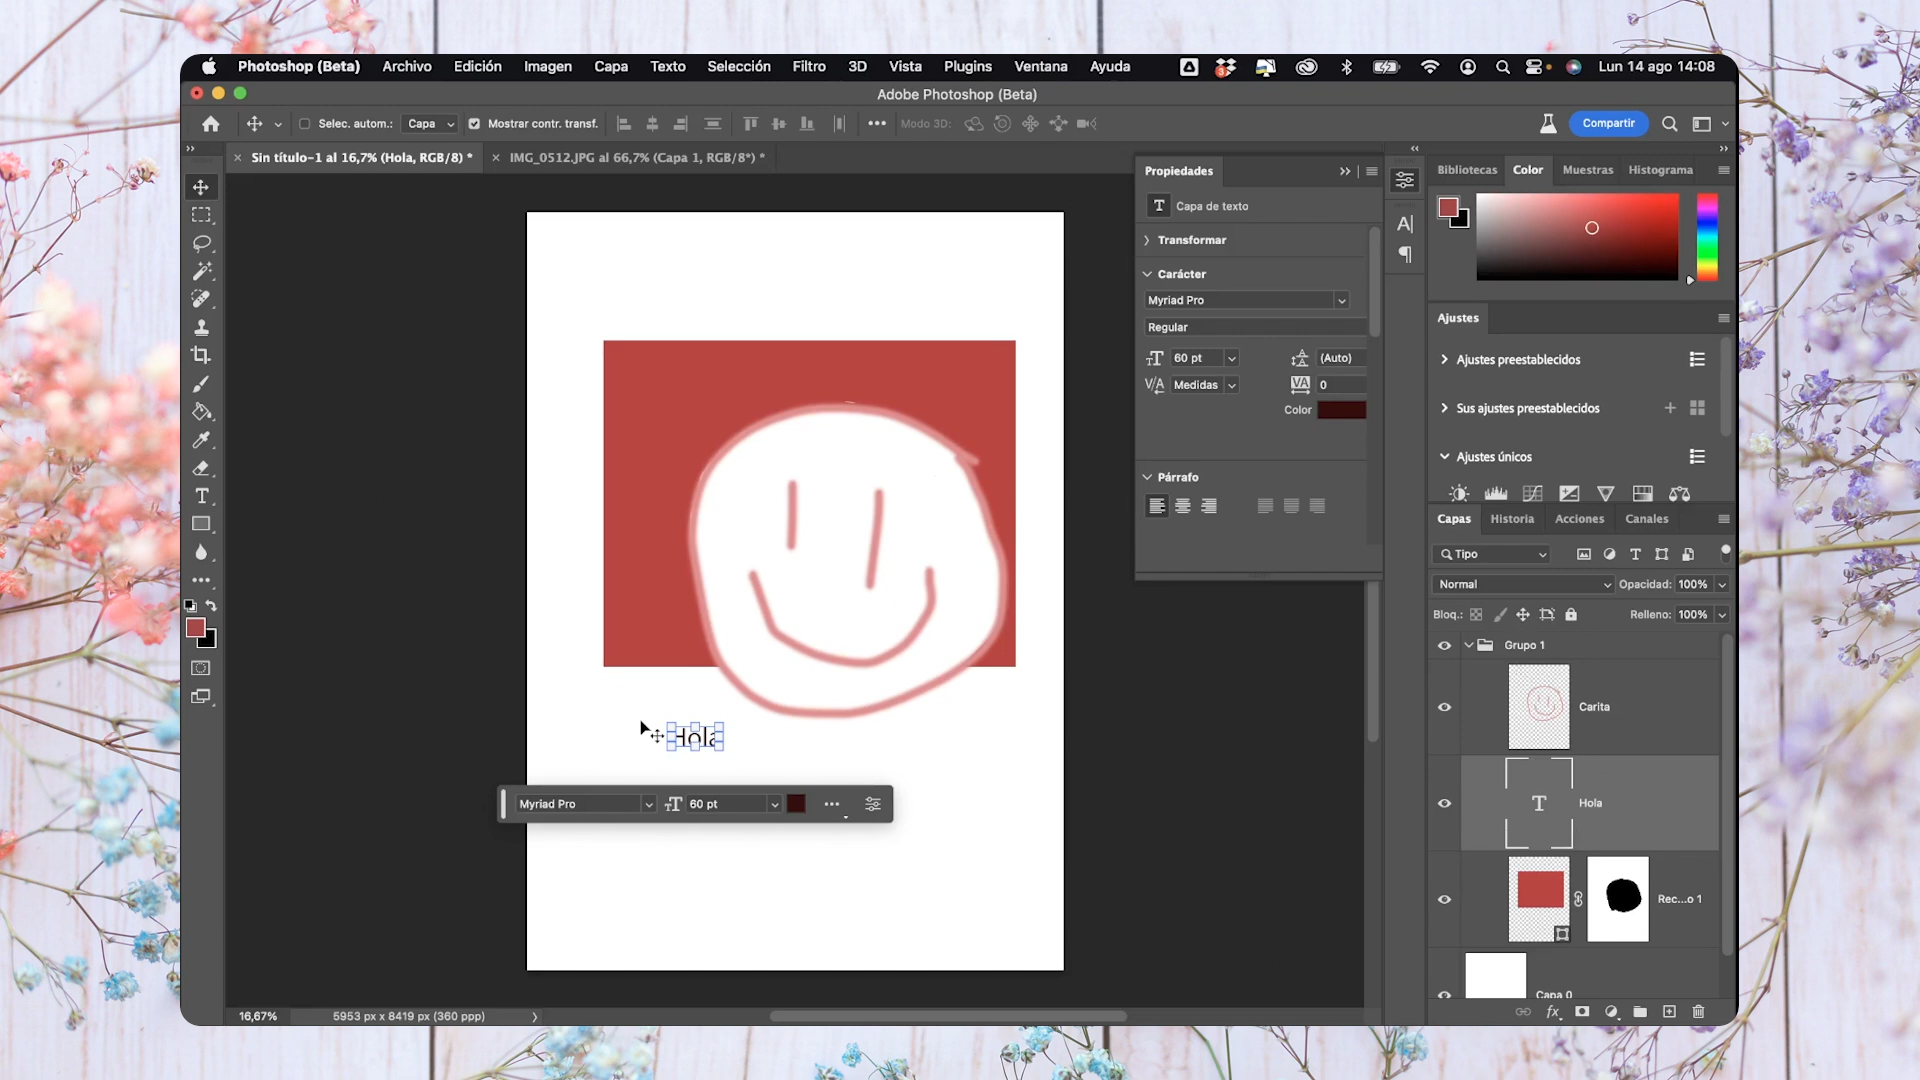 Photoshop (Beta) Archivo Edición Imagen Capa Texto Selección Filtro 3D Vista Plugins Ventana Ayuda 3 Lun 14 ago 14:08
Adobe Photoshop (Beta)
Selec. autom.: Capa Mostrar contr. transf. Modo 3D: Compartir
Sin título-1 al 16,7% (Hola, RGB/8) * IMG_0512.JPG al 66,7% (Capa 1, RGB/8*) *
Propiedades
Capa de texto
Transformar
Carácter
Myriad Pro
Regular
60 pt (Auto)
Medidas 0
Color
Párrafo
Bibliotecas Color Muestras Histograma
Ajustes
Ajustes preestablecidos
Sus ajustes preestablecidos
Ajustes únicos
Capas Historia Acciones Canales
Tipo
Normal Opacidad: 100%
Bloq.: Relleno: 100%
Grupo 1
Carita
Hola
Rec...o 1
Capa 0
Hola
Myriad Pro 60 pt
16,67% 5953 px x 8419 px (360 ppp)